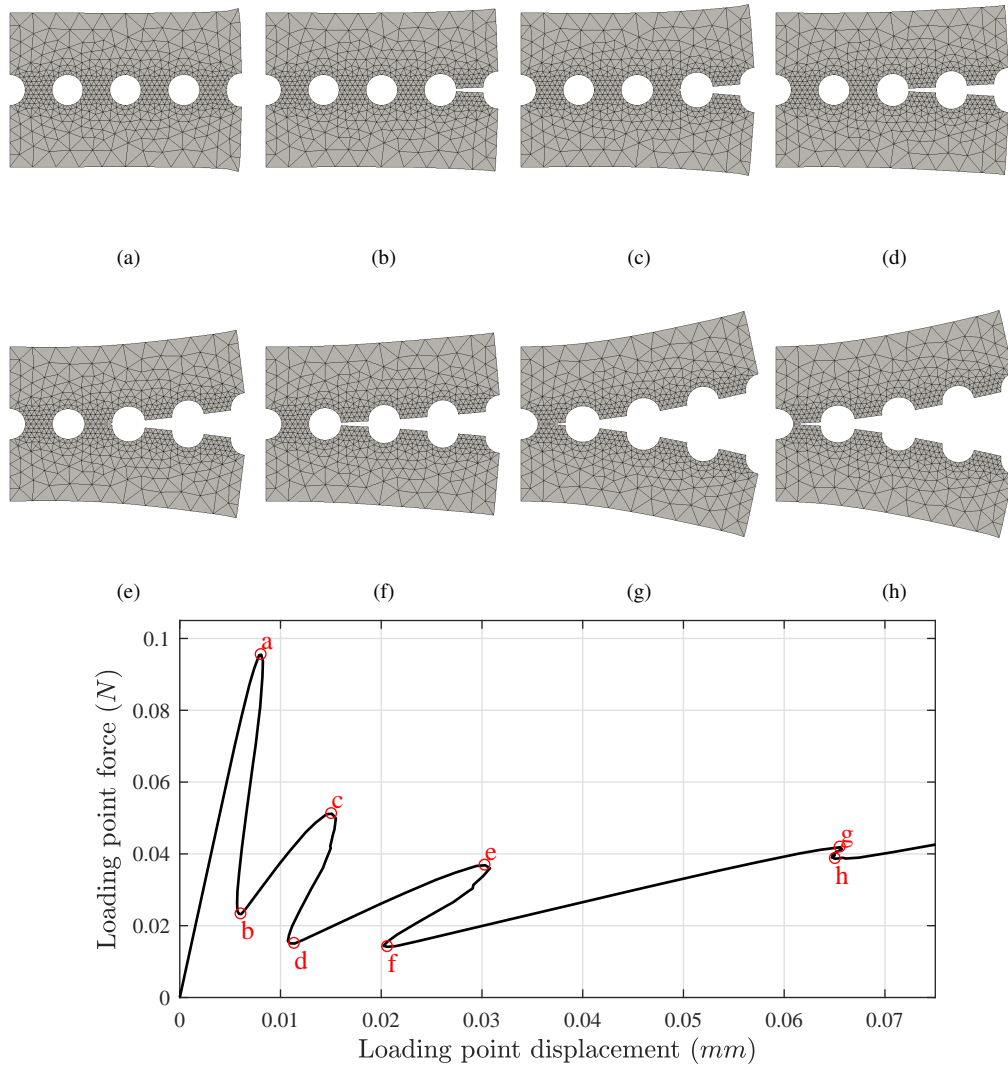 (a) (b) (c) (d)
(e) (f) (g) (h)
Loading point force (N)
0.1
0.08
0.06
0.04
0.02
0
a
b
c
d
e
f
g
h
0 0.01 0.02 0.03 0.04 0.05 0.06 0.07
Loading point displacement (mm)